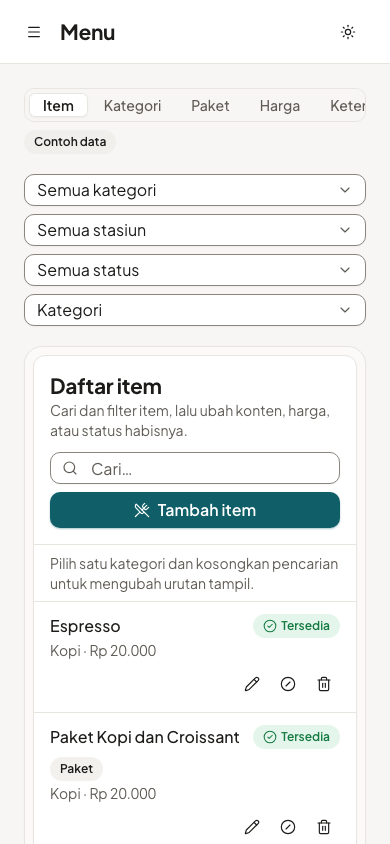 Menu
Item Kategori Paket Harga Keter
Contoh data
Semua kategori
Semua stasiun
Semua status
Kategori
Daftar item
Cari dan filter item, lalu ubah konten, harga,
atau status habisnya.
Cari...
Tambah item
Pilih satu kategori dan kosongkan pencarian
untuk mengubah urutan tampil.
Espresso Tersedia
Kopi · Rp 20.000
Paket Kopi dan Croissant Tersedia
Paket
Kopi · Rp 20.000